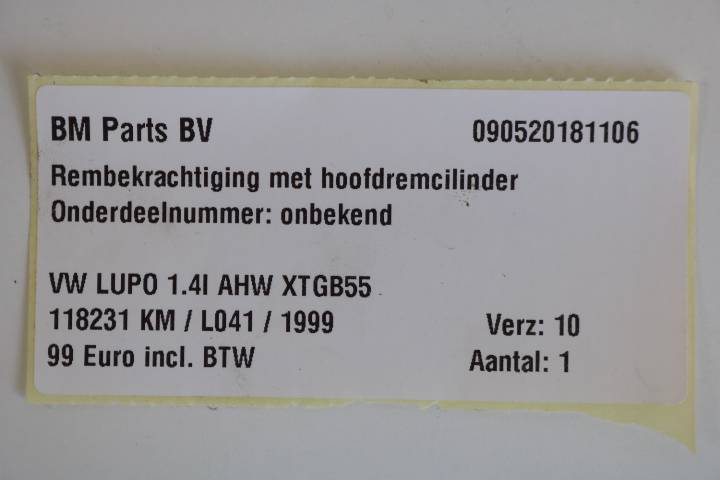 BM Parts BV 090520181106
Rembekrachtiging met hoofdremcilinder
Onderdeelnummer: onbekend
VW LUPO 1.4I AHW XTGB55
118231 KM / L041 / 1999 Verz: 10
99 Euro incl. BTW Aantal: 1